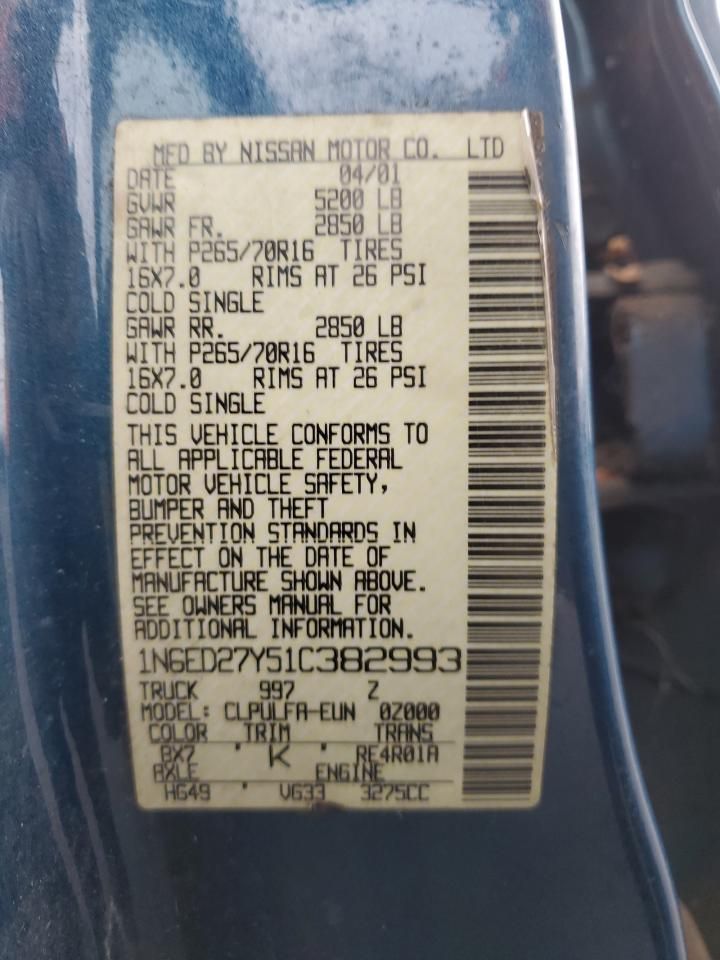 MFD BY NISSAN MOTOR CO. LTD
DATE 04/01
GVWR 5200 LB
GAWR FR. 2850 LB
WITH P265/70R16 TIRES
16X7.0 RIMS AT 26 PSI
COLD SINGLE
GAWR RR. 2850 LB
WITH P265/70R16 TIRES
16X7.0 RIMS AT 26 PSI
COLD SINGLE
THIS VEHICLE CONFORMS TO
ALL APPLICABLE FEDERAL
MOTOR VEHICLE SAFETY,
BUMPER AND THEFT
PREVENTION STANDARDS IN
EFFECT ON THE DATE OF
MANUFACTURE SHOWN ABOVE.
SEE OWNERS MANUAL FOR
ADDITIONAL INFORMATION.
1N6ED27Y51C382993
TRUCK 997 Z
MODEL: CLPULFA-EUN 0Z000
COLOR TRIM TRANS
BX7 K RE4R01A
AXLE ENGINE
HG49 VG33 3275CC